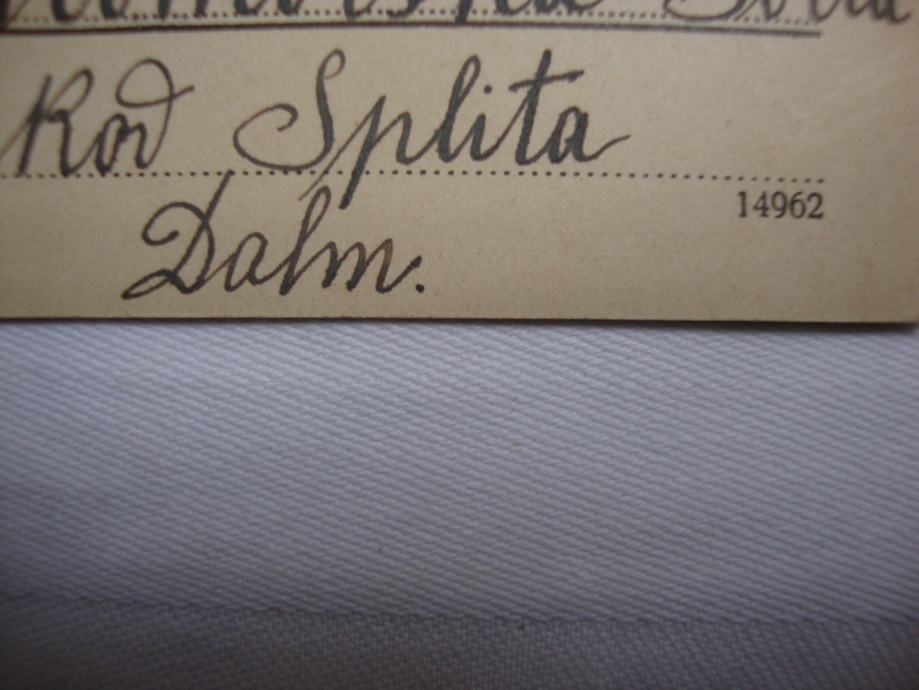 Kod Splita
14962
Dalm.